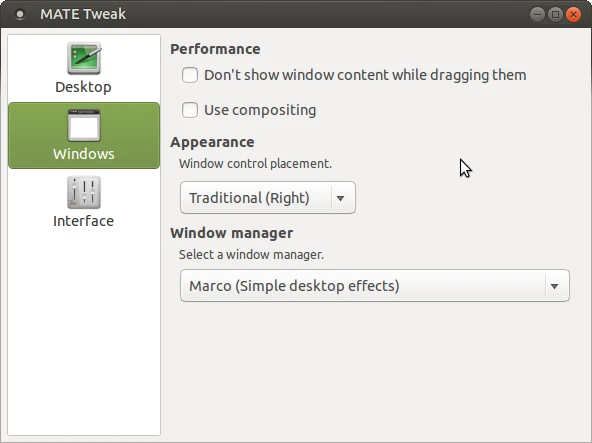 MATE Tweak
Desktop
Windows
Interface
Performance
Don't show window content while dragging them
Use compositing
Appearance
Window control placement.
Traditional (Right)
Window manager
Select a window manager.
Marco (Simple desktop effects)